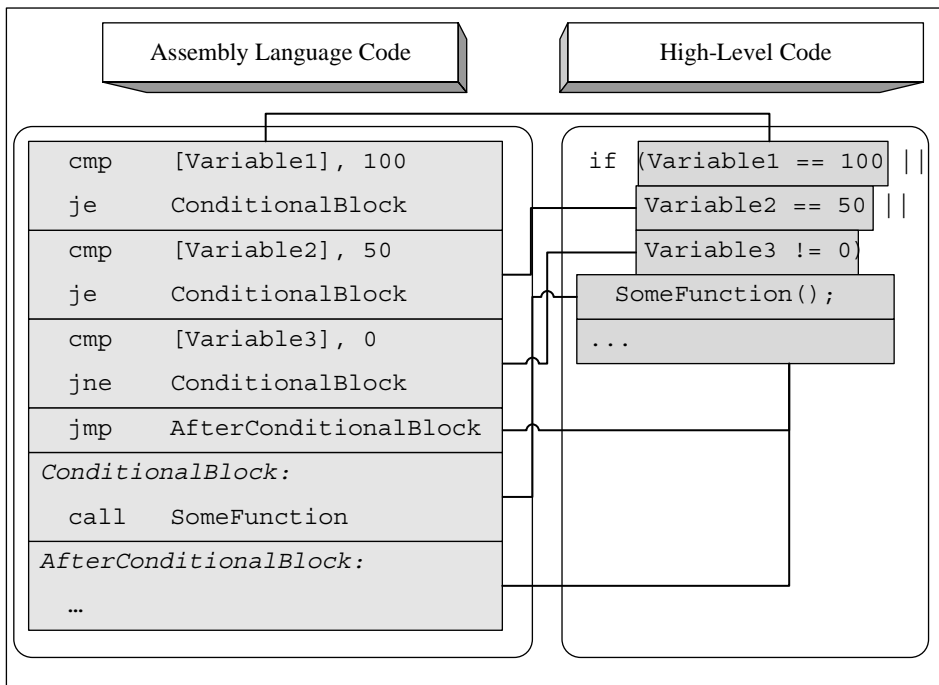 Assembly Language Code
High-Level Code
cmp [Variable1], 100
je ConditionalBlock
cmp [Variable2], 50
je ConditionalBlock
cmp [Variable3], 0
jne ConditionalBlock
jmp AfterConditionalBlock
ConditionalBlock:
call SomeFunction
AfterConditionalBlock:
…
if (Variable1 == 100 ||
Variable2 == 50 ||
Variable3 != 0)
SomeFunction();
...